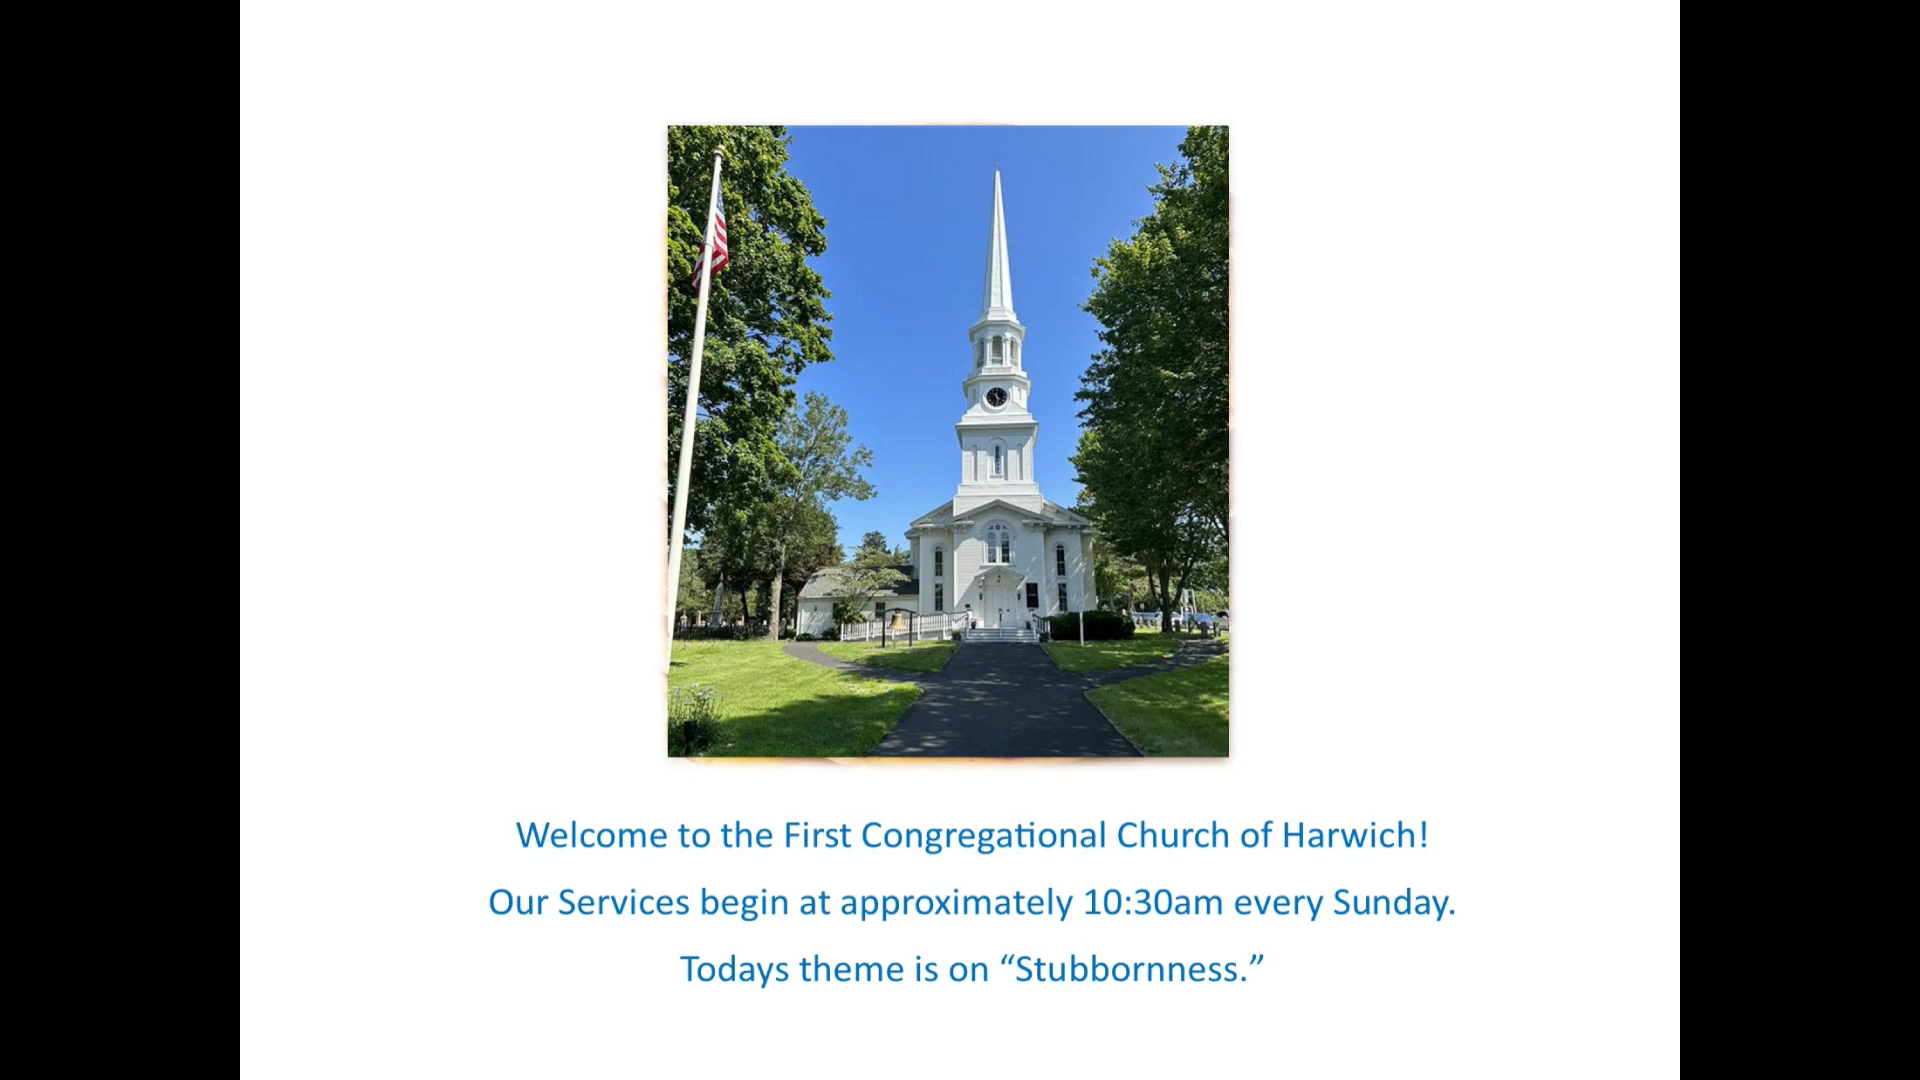 Welcome to the First Congregational Church of Harwich!
Our Services begin at approximately 10:30am every Sunday.
Todays theme is on “Stubbornness.”